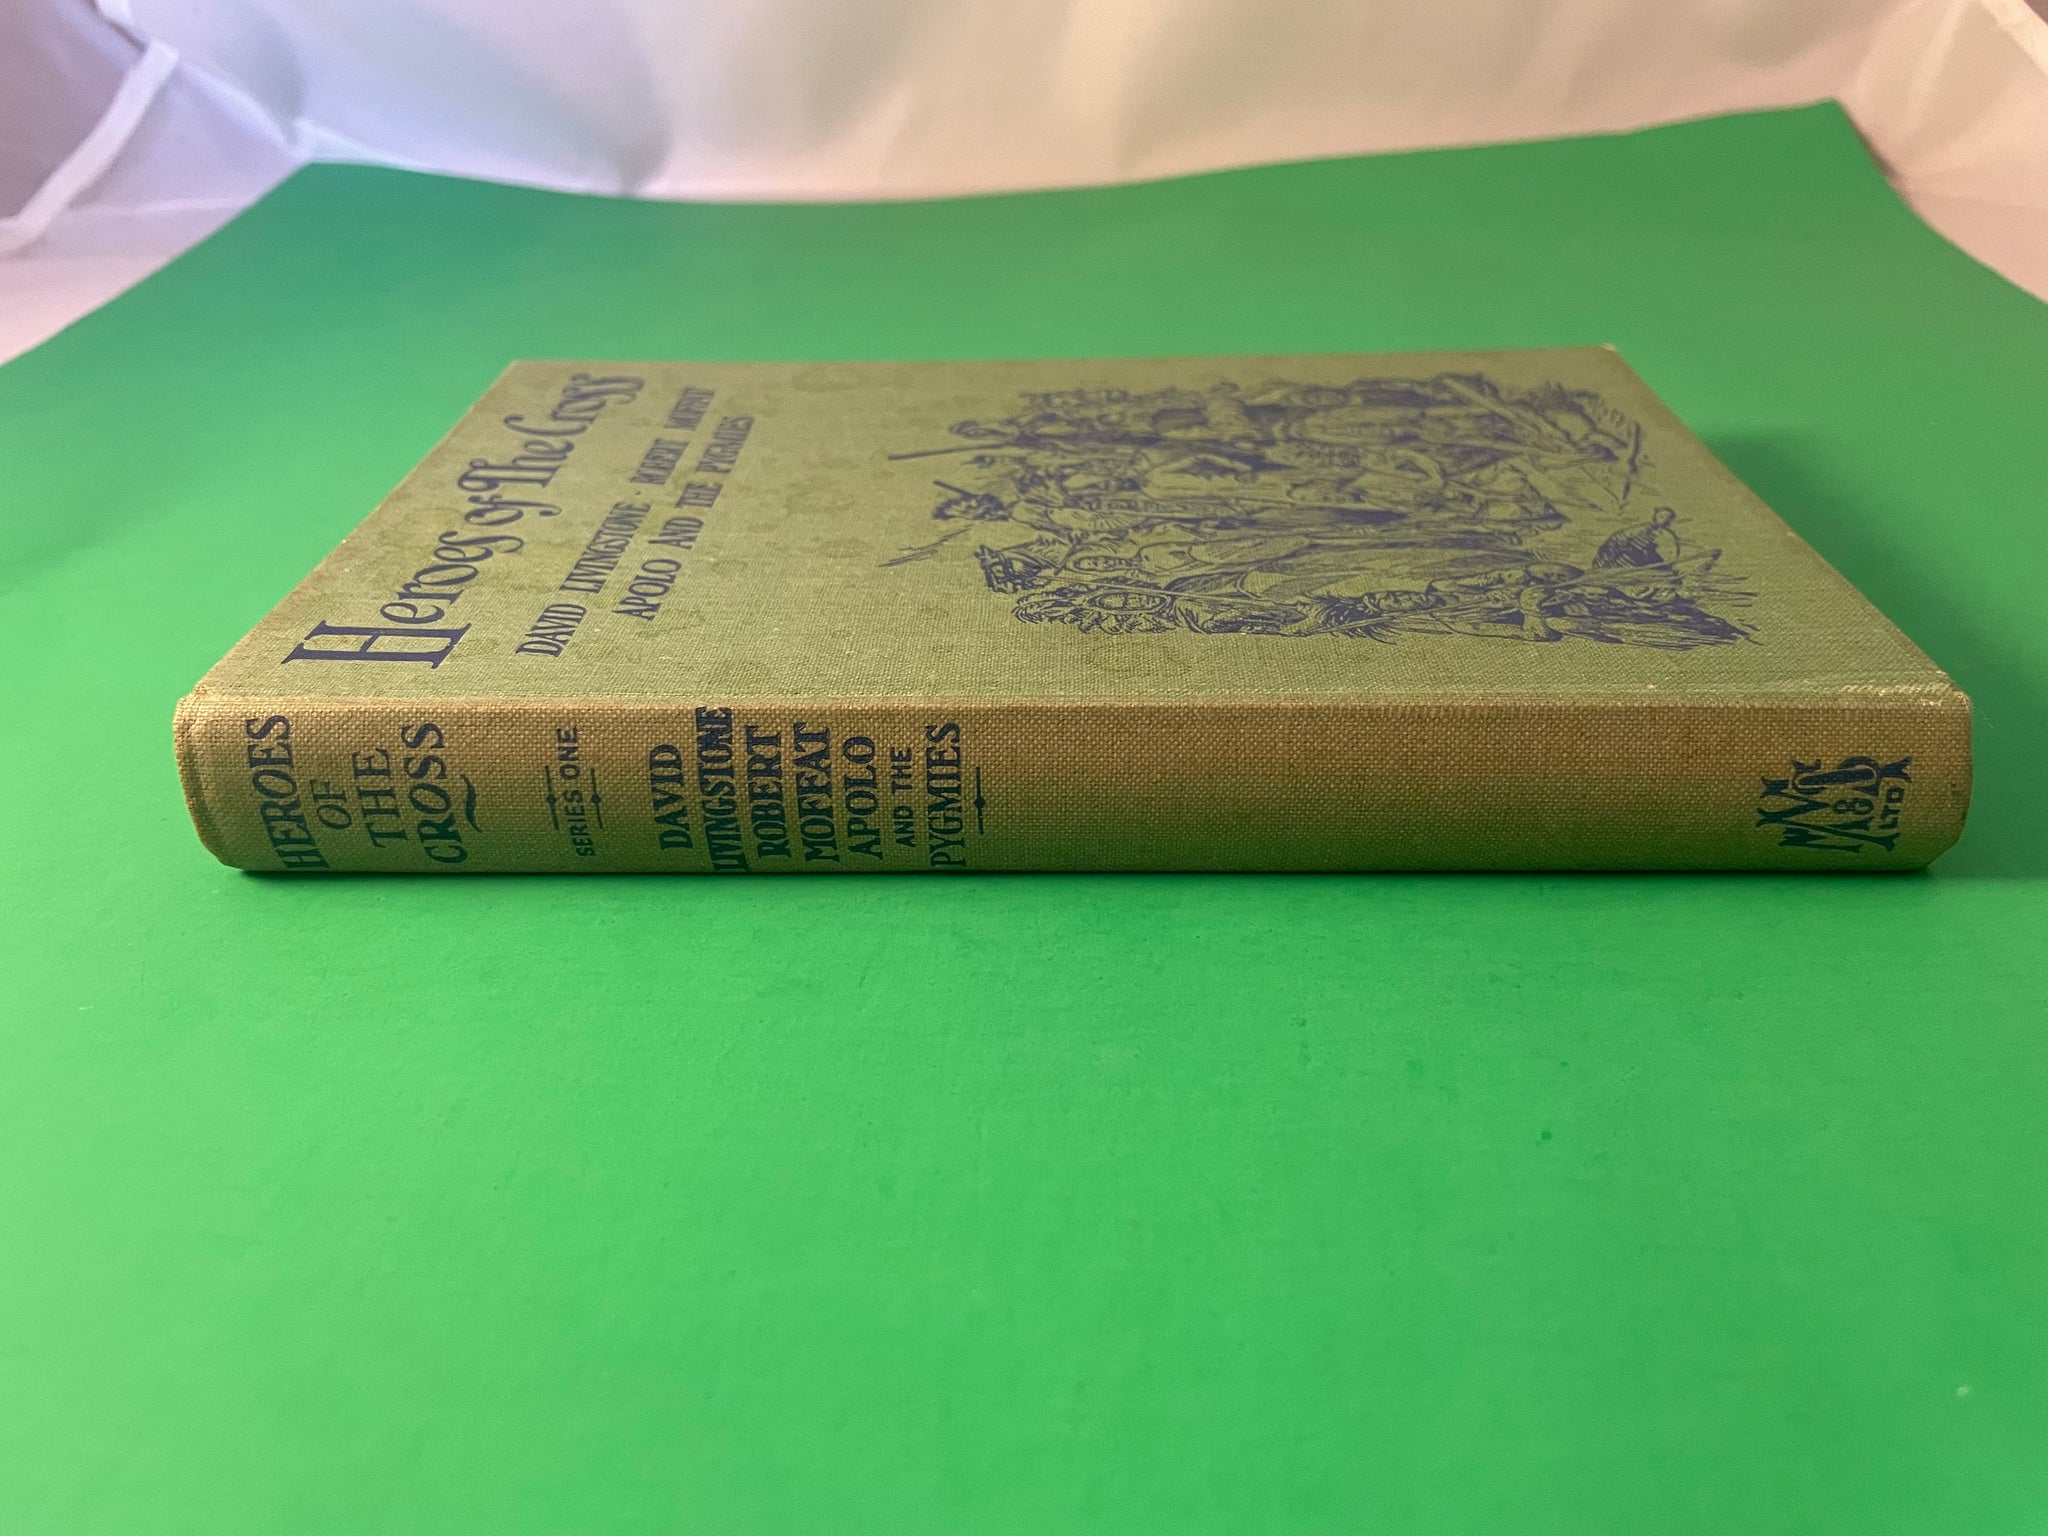 Heroes of The Cross
DAVID LIVINGSTONE · ROBERT MOFFAT
APOLO AND THE PYGMIES
HEROES
OF
THE
CROSS
SERIES ONE
DAVID
LIVINGSTONE
ROBERT
MOFFAT
APOLO
AND THE
PYGMIES
M M & S
LTD